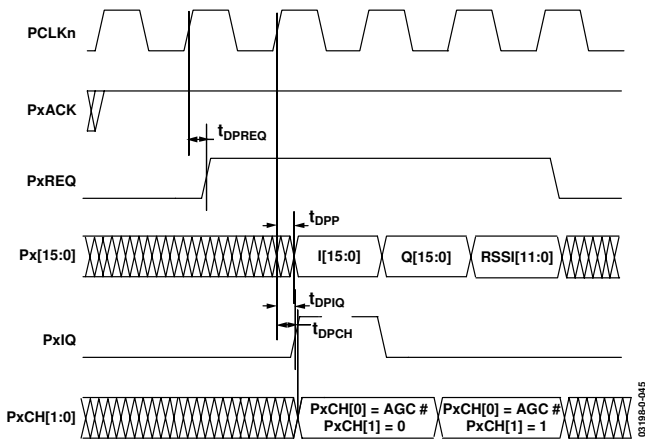 PCLKn
PxACK
tDPREQ
PxREQ
tDPP
Px[15:0]
I[15:0]
Q[15:0]
RSSI[11:0]
tDPIQ
tDPCH
PxIQ
PxCH[1:0]
PxCH[0] = AGC #
PxCH[1] = 0
PxCH[0] = AGC #
PxCH[1] = 1
03198-0-045